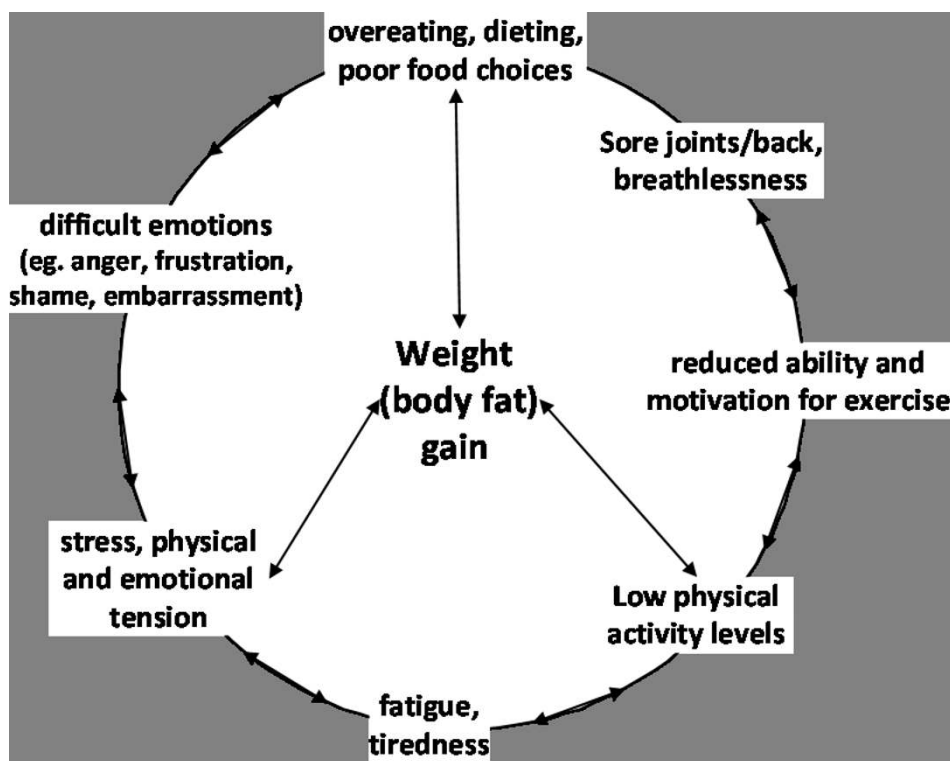 overeating, dieting,
poor food choices
Sore joints/back,
breathlessness
difficult emotions
(eg. anger, frustration,
shame, embarrassment)
Weight
(body fat)
gain
reduced ability and
motivation for exercise
stress, physical
and emotional
tension
Low physical
activity levels
fatigue,
tiredness